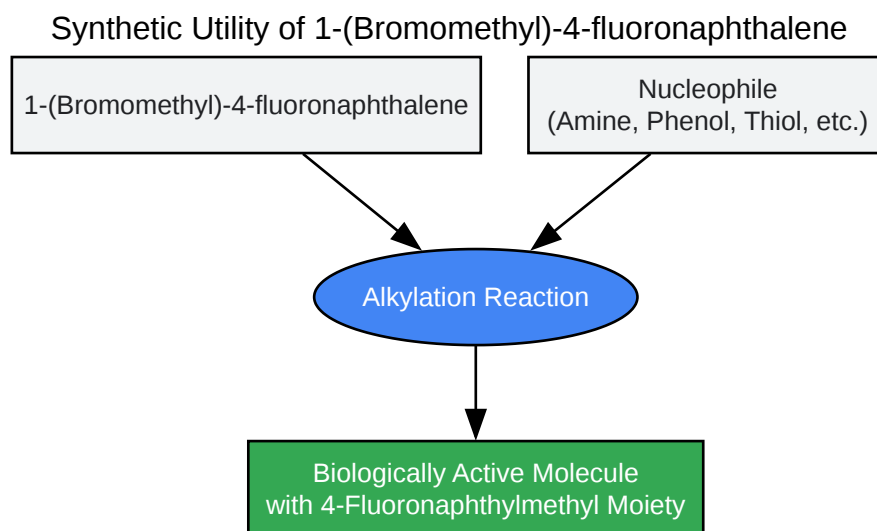 Synthetic Utility of 1-(Bromomethyl)-4-fluoronaphthalene
1-(Bromomethyl)-4-fluoronaphthalene
Nucleophile
(Amine, Phenol, Thiol, etc.)
Alkylation Reaction
Biologically Active Molecule
with 4-Fluoronaphthylmethyl Moiety